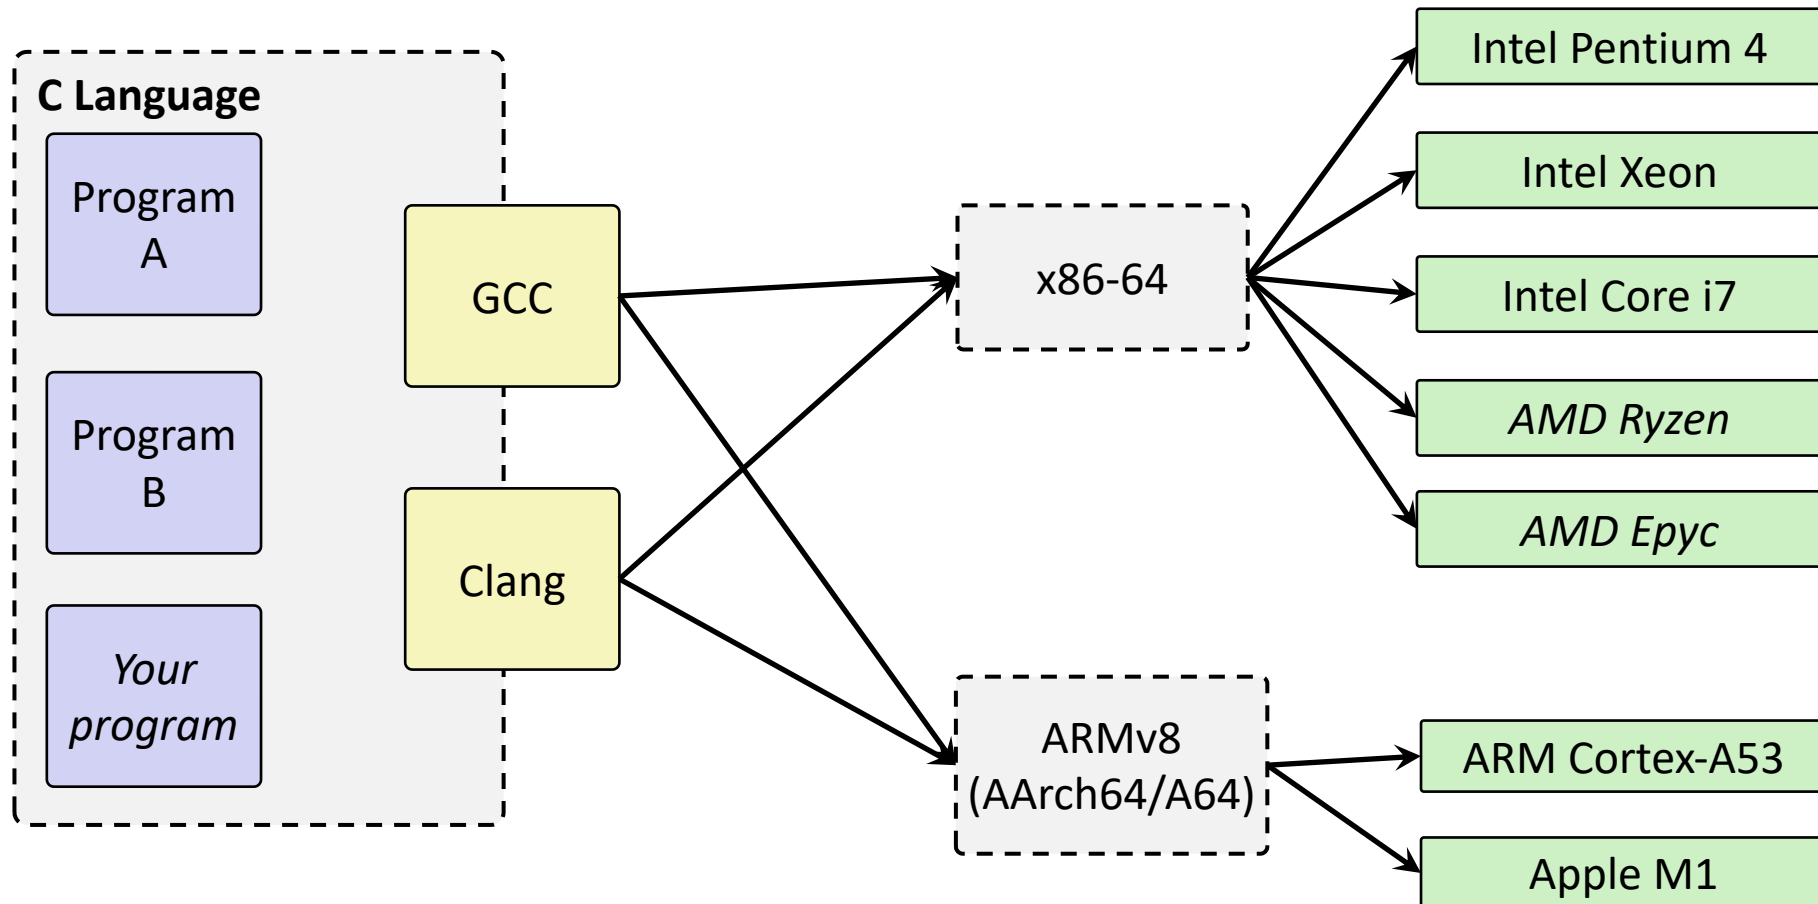 C Language
Program
A
Program
B
Your
program
GCC
Clang
x86-64
ARMv8
(AArch64/A64)
Intel Pentium 4
Intel Xeon
Intel Core i7
AMD Ryzen
AMD Epyc
ARM Cortex-A53
Apple M1